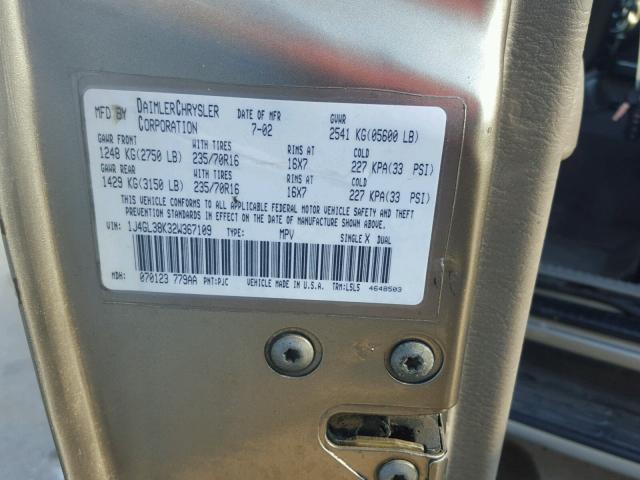 MFD BY DAIMLERCHRYSLER CORPORATION DATE OF MFR 7-02 GVWR 2541 KG(05600 LB)
GAWR FRONT WITH TIRES RIMS AT COLD
1248 KG(2750 LB) 235/70R16 16X7 227 KPA(33 PSI)
GAWR REAR WITH TIRES RIMS AT COLD
1429 KG(3150 LB) 235/70R16 16X7 227 KPA(33 PSI)
THIS VEHICLE CONFORMS TO ALL APPLICABLE FEDERAL MOTOR VEHICLE SAFETY AND THEFT
PREVENTION STANDARDS IN EFFECT ON THE DATE OF MANUFACTURE SHOWN ABOVE.
VIN: 1J4GL38K32W367109 TYPE: MPV SINGLE X DUAL
MDH: 070123 779AA PNT:PJC VEHICLE MADE IN U.S.A. TRM:L5L5 4648503